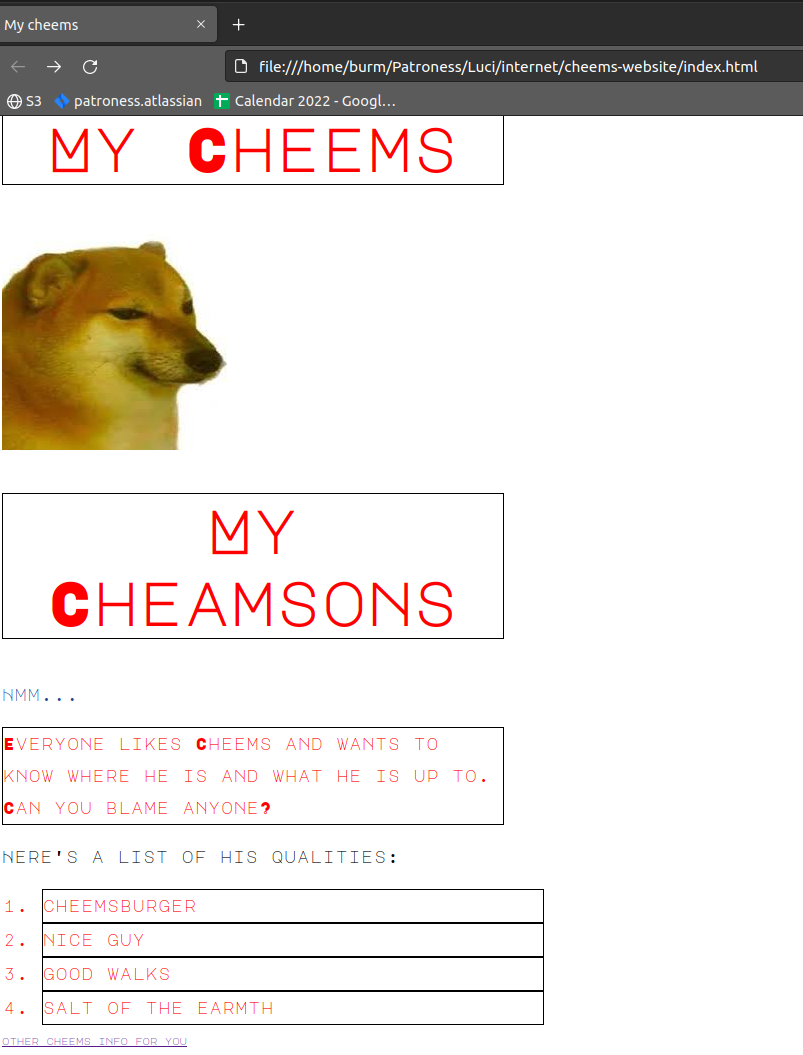 My cheems
file:///home/burm/Patroness/Luci/internet/cheems-website/index.html
S3 patroness.atlassian Calendar 2022 - Googl…
My Cheems
My
Cheamsons
Hmm...
Everyone likes Cheems and wants to
know where he is and what he is up to.
Can you blame anyone?
Here's a list of his qualities:
1. cheemsburger
2. nice guy
3. good walks
4. salt of the earmth
other cheems info for you